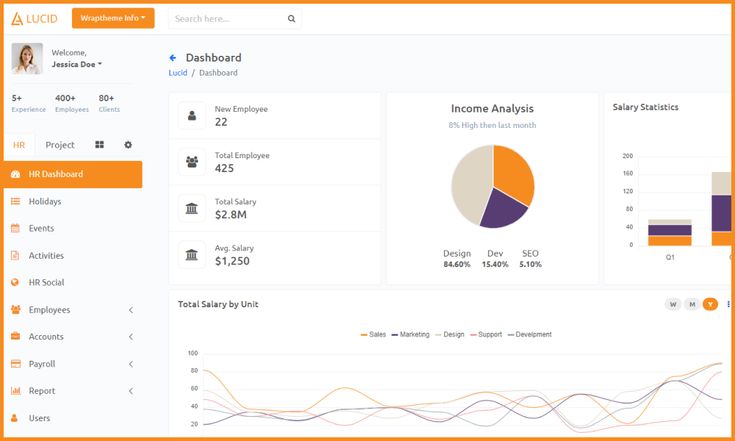 LUCID
Wraptheme Info
Search here...
Welcome,
Jessica Doe
5+ 400+ 80+
Experience Employees Clients
HR Project
HR Dashboard
Holidays
Events
Activities
HR Social
Employees
Accounts
Payroll
Report
Users
Dashboard
Lucid / Dashboard
New Employee
22
Total Employee
425
Total Salary
$2.8M
Avg. Salary
$1,250
Income Analysis
8% High then last month
Design Dev SEO
84.60% 15.40% 5.10%
Salary Statistics
200
160
120
80
40
0
Q1
Total Salary by Unit
W M Y
Sales Marketing Design Support Develpment
100
80
60
40
20
0